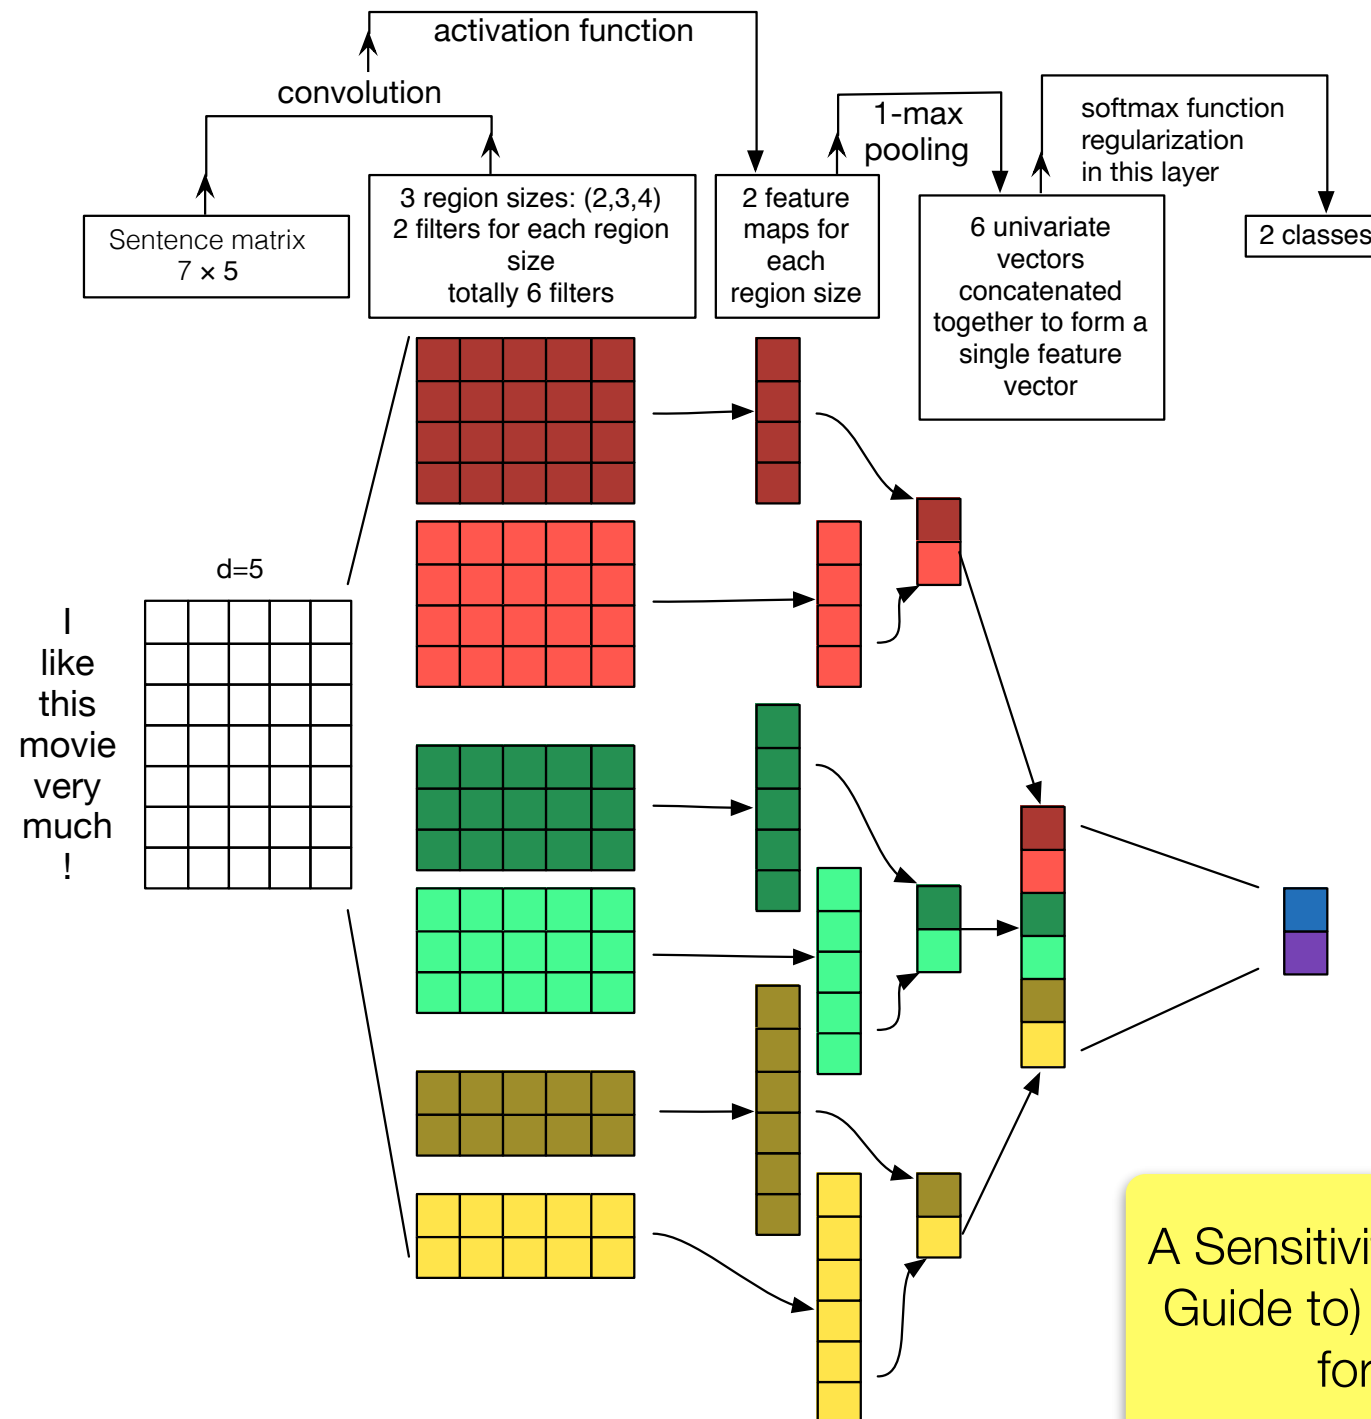 activation function
convolution
1-max
pooling
softmax function
regularization
in this layer
Sentence matrix
7 × 5
3 region sizes: (2,3,4)
2 filters for each region
size
totally 6 filters
2 feature
maps for
each
region size
6 univariate
vectors
concatenated
together to form a
single feature
vector
2 classes
d=5
I
like
this
movie
very
much
!
A
Guide to)
for